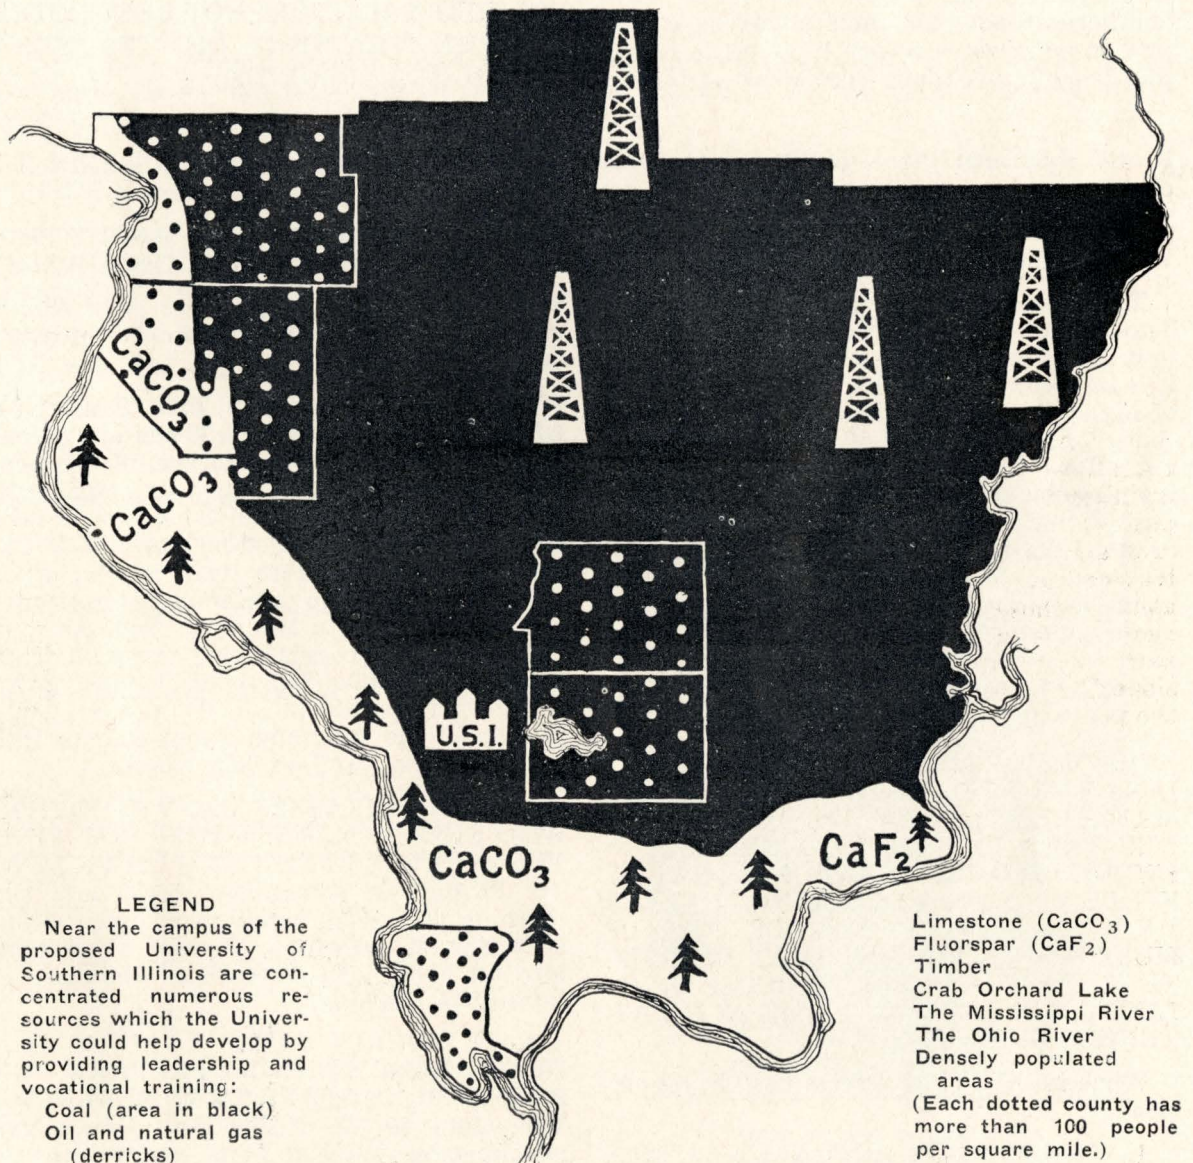 CaCO₃
CaCO₃
U.S.I.
CaCO₃
CaF₂
LEGEND
Near the campus of the
proposed University of
Southern Illinois are con-
centrated numerous re-
sources which the Univer-
sity could help develop by
providing leadership and
vocational training:
Coal (area in black)
Oil and natural gas
(derricks)
Limestone (CaCO₃)
Fluorspar (CaF₂)
Timber
Crab Orchard Lake
The Mississippi River
The Ohio River
Densely populated
areas
(Each dotted county has
more than 100 people
per square mile.)